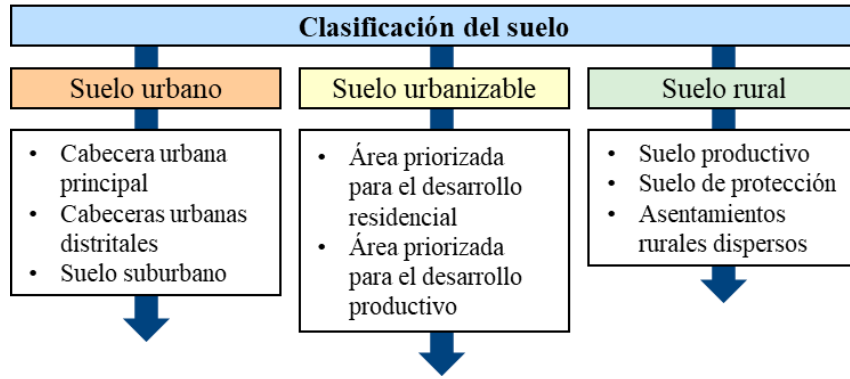 Clasificación del suelo
Suelo urbano
• Cabecera urbana
principal
• Cabeceras urbanas
distritales
• Suelo suburbano
Suelo urbanizable
• Área priorizada
para el desarrollo
residencial
• Área priorizada
para el desarrollo
productivo
Suelo rural
• Suelo productivo
• Suelo de protección
• Asentamientos
rurales dispersos